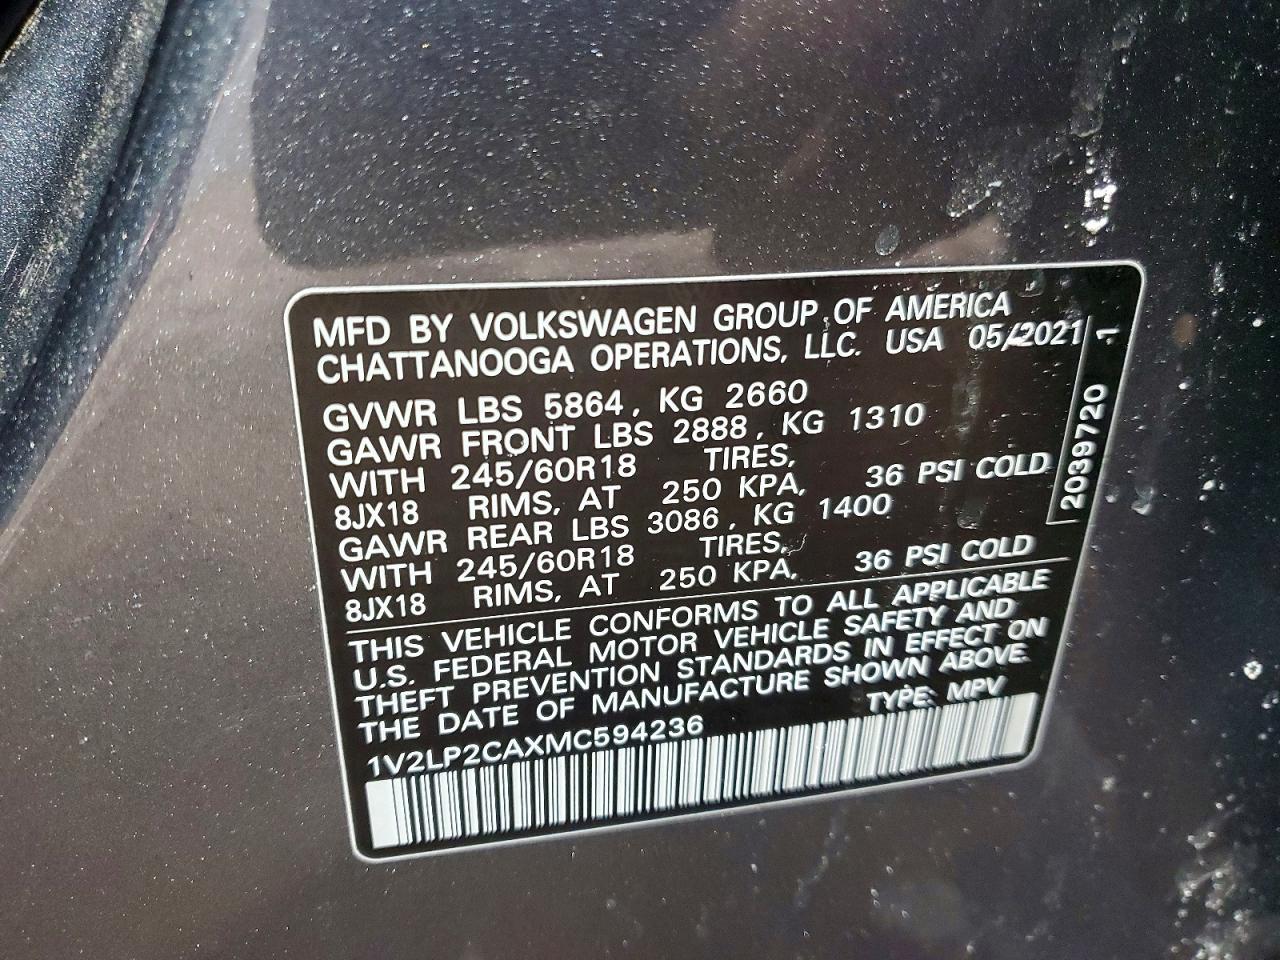 MFD BY VOLKSWAGEN GROUP OF AMERICA
CHATTANOOGA OPERATIONS, LLC. USA 05/2021
GVWR LBS 5864, KG 2660
GAWR FRONT LBS 2888, KG 1310
WITH 245/60R18 TIRES,
8JX18 RIMS, AT 250 KPA, 36 PSI COLD
GAWR REAR LBS 3086, KG 1400
WITH 245/60R18 TIRES,
8JX18 RIMS, AT 250 KPA, 36 PSI COLD
THIS VEHICLE CONFORMS TO ALL APPLICABLE
U.S. FEDERAL MOTOR VEHICLE SAFETY AND
THEFT PREVENTION STANDARDS IN EFFECT ON
THE DATE OF MANUFACTURE SHOWN ABOVE.
1V2LP2CAXMC594236 TYPE: MPV
2039720 1